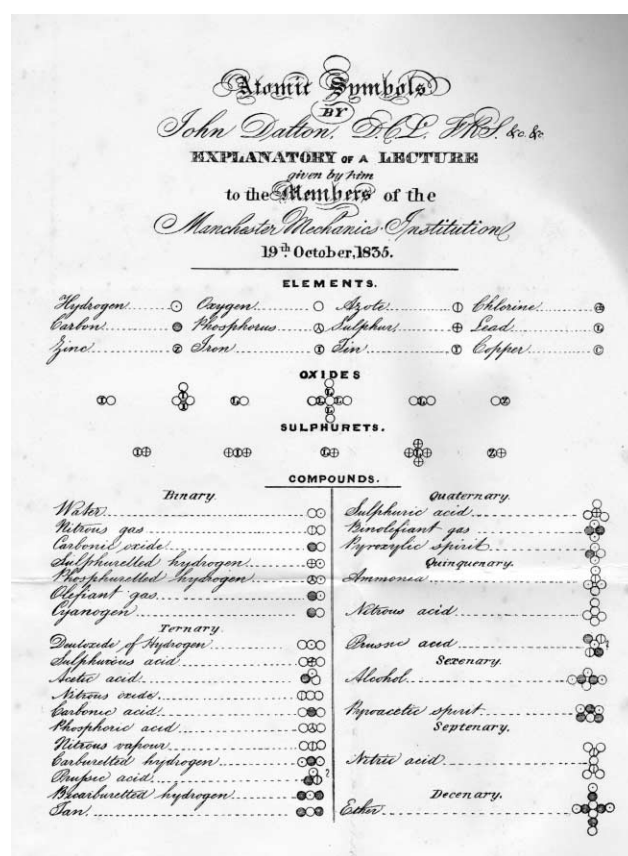 Atomic Symbols
BY
John Dalton, D.C.L. F.R.S. &c. &c.
EXPLANATORY OF A LECTURE
given by him
to the Members of the
Manchester Mechanics Institution
19th October, 1835.
ELEMENTS.
Hydrogen Oxygen Azote Chlorine
Carbon Phosphorus Sulphur Lead
Zinc Iron Tin Copper
OXIDES
SULPHURETS.
COMPOUNDS.
Binary.
Water
Nitrous gas
Carbonic oxide
Sulphuretted hydrogen
Phosphuretted hydrogen
Olefiant gas
Cyanogen
Ternary.
Deutoxide of Hydrogen
Sulphurous acid
Acetic acid
Nitrous oxide
Carbonic acid
Phosphoric acid
Nitrous vapour
Carburetted hydrogen
Prussic acid ?
Bicarburetted hydrogen
Tan
Quaternary.
Sulphuric acid
Binolefiant gas
Pyroxylic spirit
Quinquenary.
Ammonia
Nitrous acid
Prussic acid ?
Sexenary.
Alcohol
Pyroacetic spirit
Septenary.
Nitric acid
Decenary.
Ether